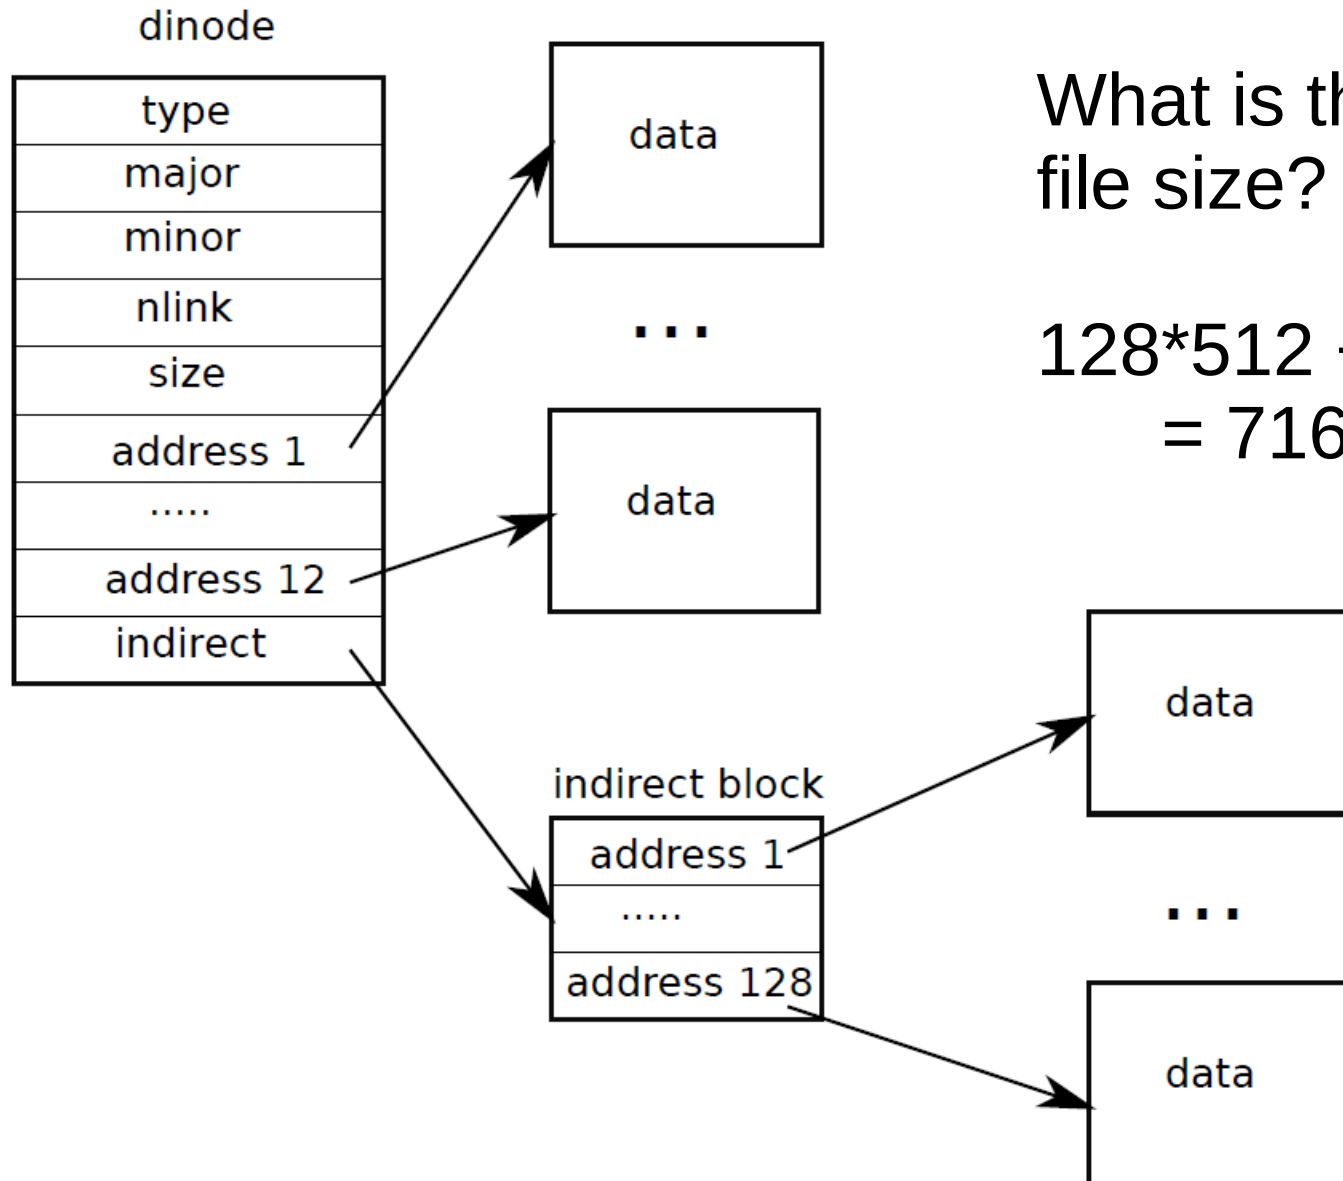 dinode
type
major
minor
nlink
size
address 1
.....
address 12
indirect
data
...
data
indirect block
address 1
.....
address 128
data
...
data
What is
file size?
128*512
= 716